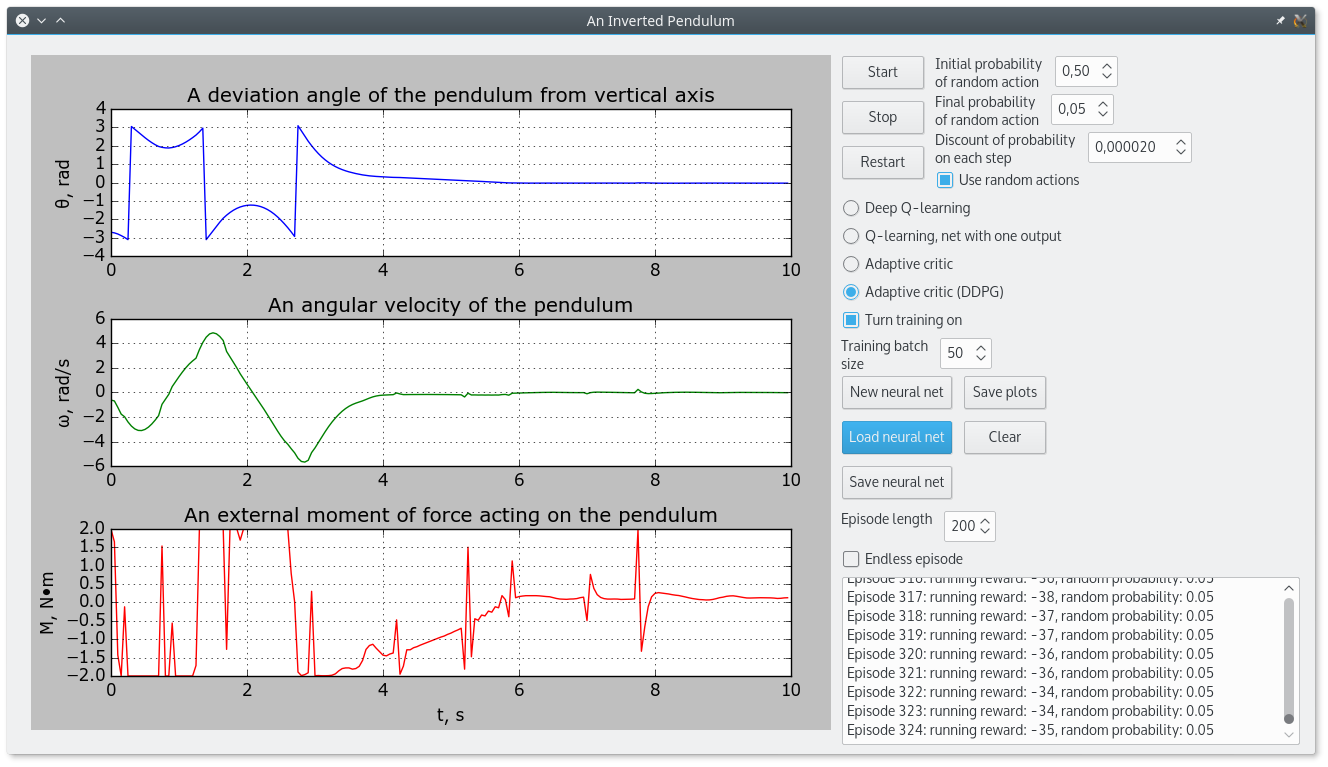 An Inverted Pendulum
A deviation angle of the pendulum from vertical axis
θ, rad
4
3
2
1
0
−1
−2
−3
−4
0 2 4 6 8 10
An angular velocity of the pendulum
ω, rad/s
6
4
2
0
−2
−4
−6
0 2 4 6 8 10
An external moment of force acting on the pendulum
M, N•m
2.0
1.5
1.0
0.5
0.0
−0.5
−1.0
−1.5
−2.0
0 2 4 6 8 10
t, s
Start
Stop
Restart
Initial probability
of random action
0,50
Final probability
of random action
0,05
Discount of probability
on each step
0,000020
Use random actions
Deep Q-learning
Q-learning, net with one output
Adaptive critic
Adaptive critic (DDPG)
Turn training on
Training batch
size
50
New neural net
Save plots
Load neural net
Clear
Save neural net
Episode length
200
Endless episode
Episode 316: running reward: -36, random probability: 0.05
Episode 317: running reward: -38, random probability: 0.05
Episode 318: running reward: -37, random probability: 0.05
Episode 319: running reward: -37, random probability: 0.05
Episode 320: running reward: -36, random probability: 0.05
Episode 321: running reward: -36, random probability: 0.05
Episode 322: running reward: -34, random probability: 0.05
Episode 323: running reward: -34, random probability: 0.05
Episode 324: running reward: -35, random probability: 0.05